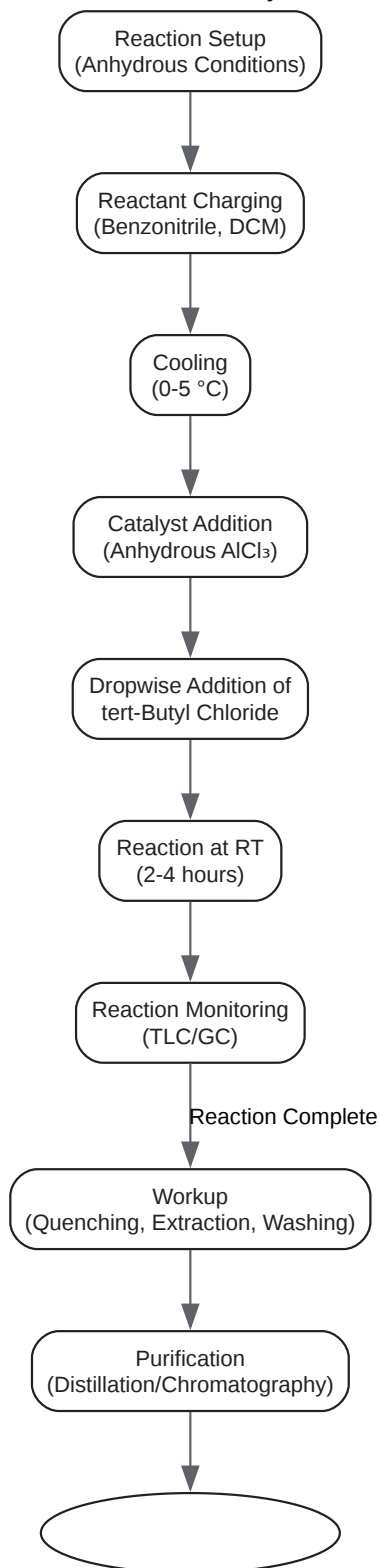 Reaction Setup
(Anhydrous Conditions)
Reactant Charging
(Benzonitrile, DCM)
Cooling
(0-5 °C)
Catalyst Addition
(Anhydrous AlCl₃)
Dropwise Addition of
tert-Butyl Chloride
Reaction at RT
(2-4 hours)
Reaction Monitoring
(TLC/GC)
Reaction Complete
Workup
(Quenching, Extraction, Washing)
Purification
(Distillation/Chromatography)